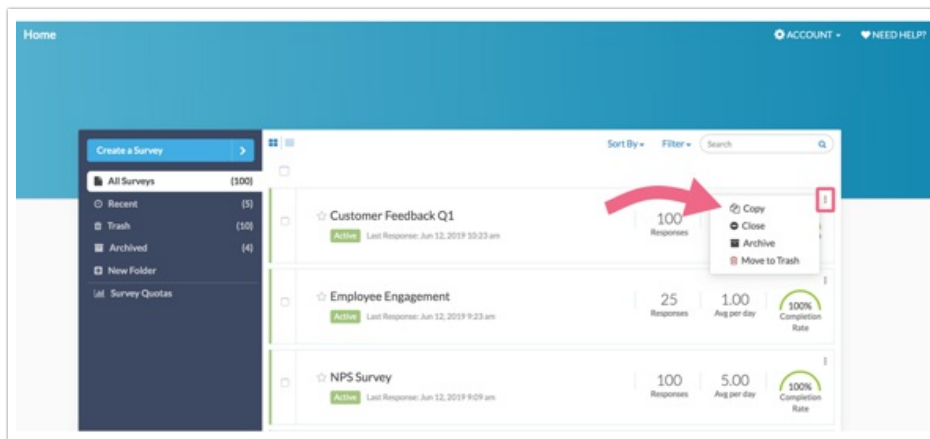 Home
ACCOUNT
NEED HELP?
Create a Survey
Sort By
Filter
Search
All Surveys (100)
Recent (5)
Trash (10)
Archived (4)
New Folder
Survey Quotas
Customer Feedback Q1
Active Last Response: Jun 12, 2019 10:23 am
100
Responses
Copy
Close
Archive
Move to Trash
Employee Engagement
Active Last Response: Jun 12, 2019 9:23 am
25
Responses
1.00
Avg per day
100%
Completion
Rate
NPS Survey
Active Last Response: Jun 12, 2019 9:09 am
100
Responses
5.00
Avg per day
100%
Completion
Rate